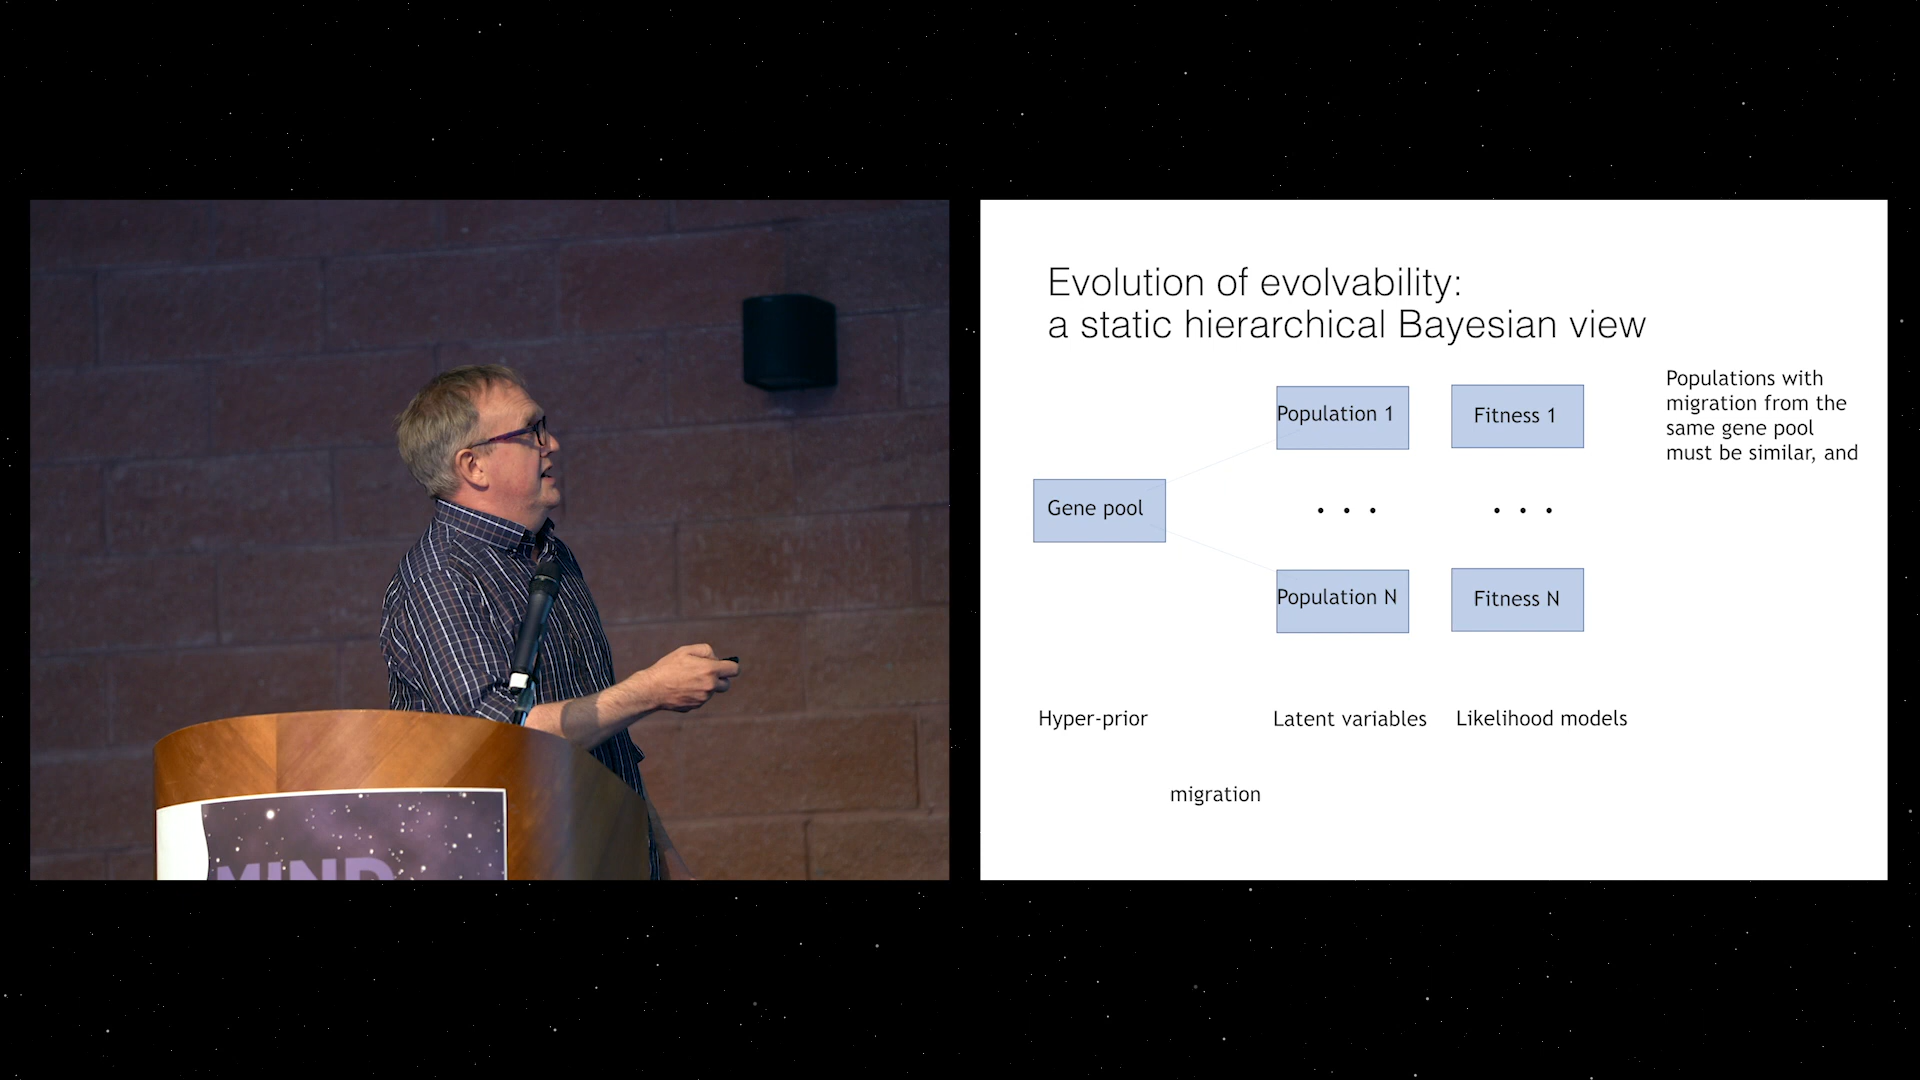 Evolution of evolvability:
a static hierarchical Bayesian view
Populations with
migration from the
same gene pool
must be similar, and
Population 1
Fitness 1
Gene pool
. . .
. . .
Population N
Fitness N
Hyper-prior
Latent variables
Likelihood models
migration
MIND